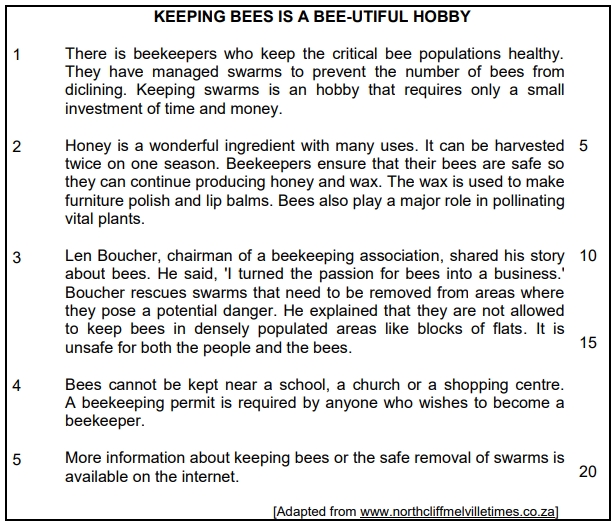 KEEPING BEES IS A BEE-UTIFUL HOBBY
1 There is beekeepers who keep the critical bee populations healthy.
They have managed swarms to prevent the number of bees from
diclining. Keeping swarms is an hobby that requires only a small
investment of time and money.
2 Honey is a wonderful ingredient with many uses. It can be harvested 5
twice on one season. Beekeepers ensure that their bees are safe so
they can continue producing honey and wax. The wax is used to make
furniture polish and lip balms. Bees also play a major role in pollinating
vital plants.
3 Len Boucher, chairman of a beekeeping association, shared his story 10
about bees. He said, 'I turned the passion for bees into a business.'
Boucher rescues swarms that need to be removed from areas where
they pose a potential danger. He explained that they are not allowed
to keep bees in densely populated areas like blocks of flats. It is
unsafe for both the people and the bees. 15
4 Bees cannot be kept near a school, a church or a shopping centre.
A beekeeping permit is required by anyone who wishes to become a
beekeeper.
5 More information about keeping bees or the safe removal of swarms is
available on the internet. 20
[Adapted from www.northcliffmelvilletimes.co.za]